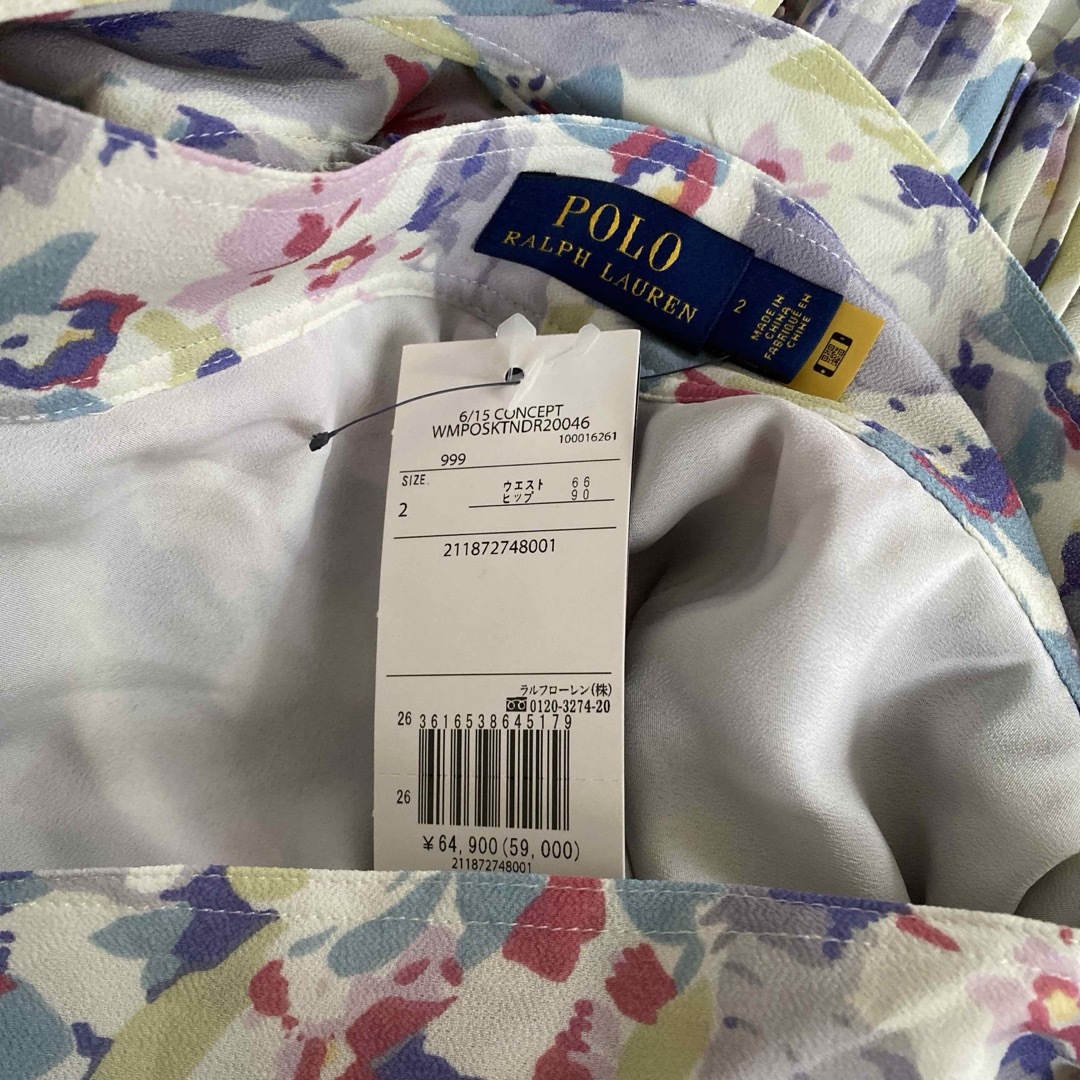 POLO
RALPH LAUREN
2
MADE IN
CHINA
FABRIQUÉ EN
CHINE
6/15 CONCEPT
WMPOSKTNDR20046
100016261
999
SIZE.
2
ウエスト 66
ヒップ 90
211872748001
ラルフローレン(株)
0120-3274-20
26 3616538645179
26
¥64,900(59,000)
211872748001